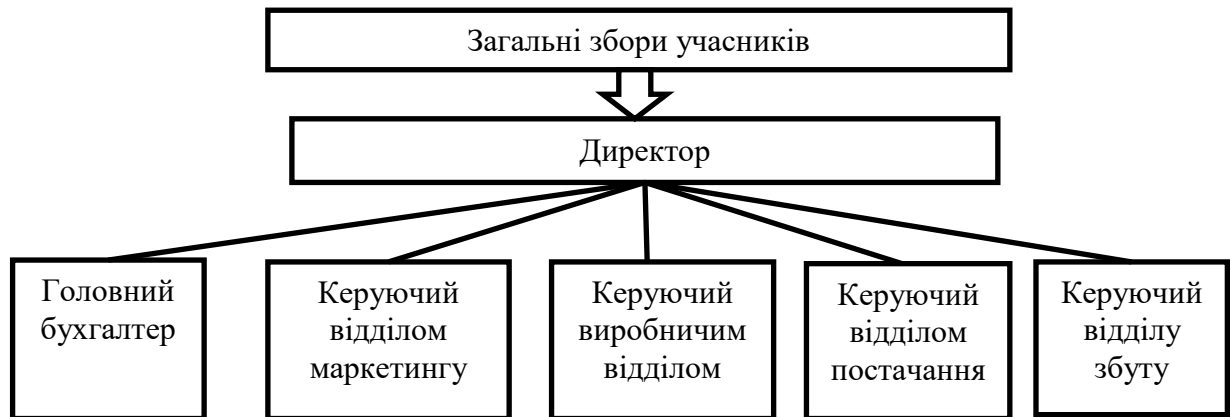 Загальні збори учасників
Директор
Головний
бухгалтер
Керуючий
відділом
маркетингу
Керуючий
виробничим
відділом
Керуючий
відділом
постачання
Керуючий
відділу
збуту